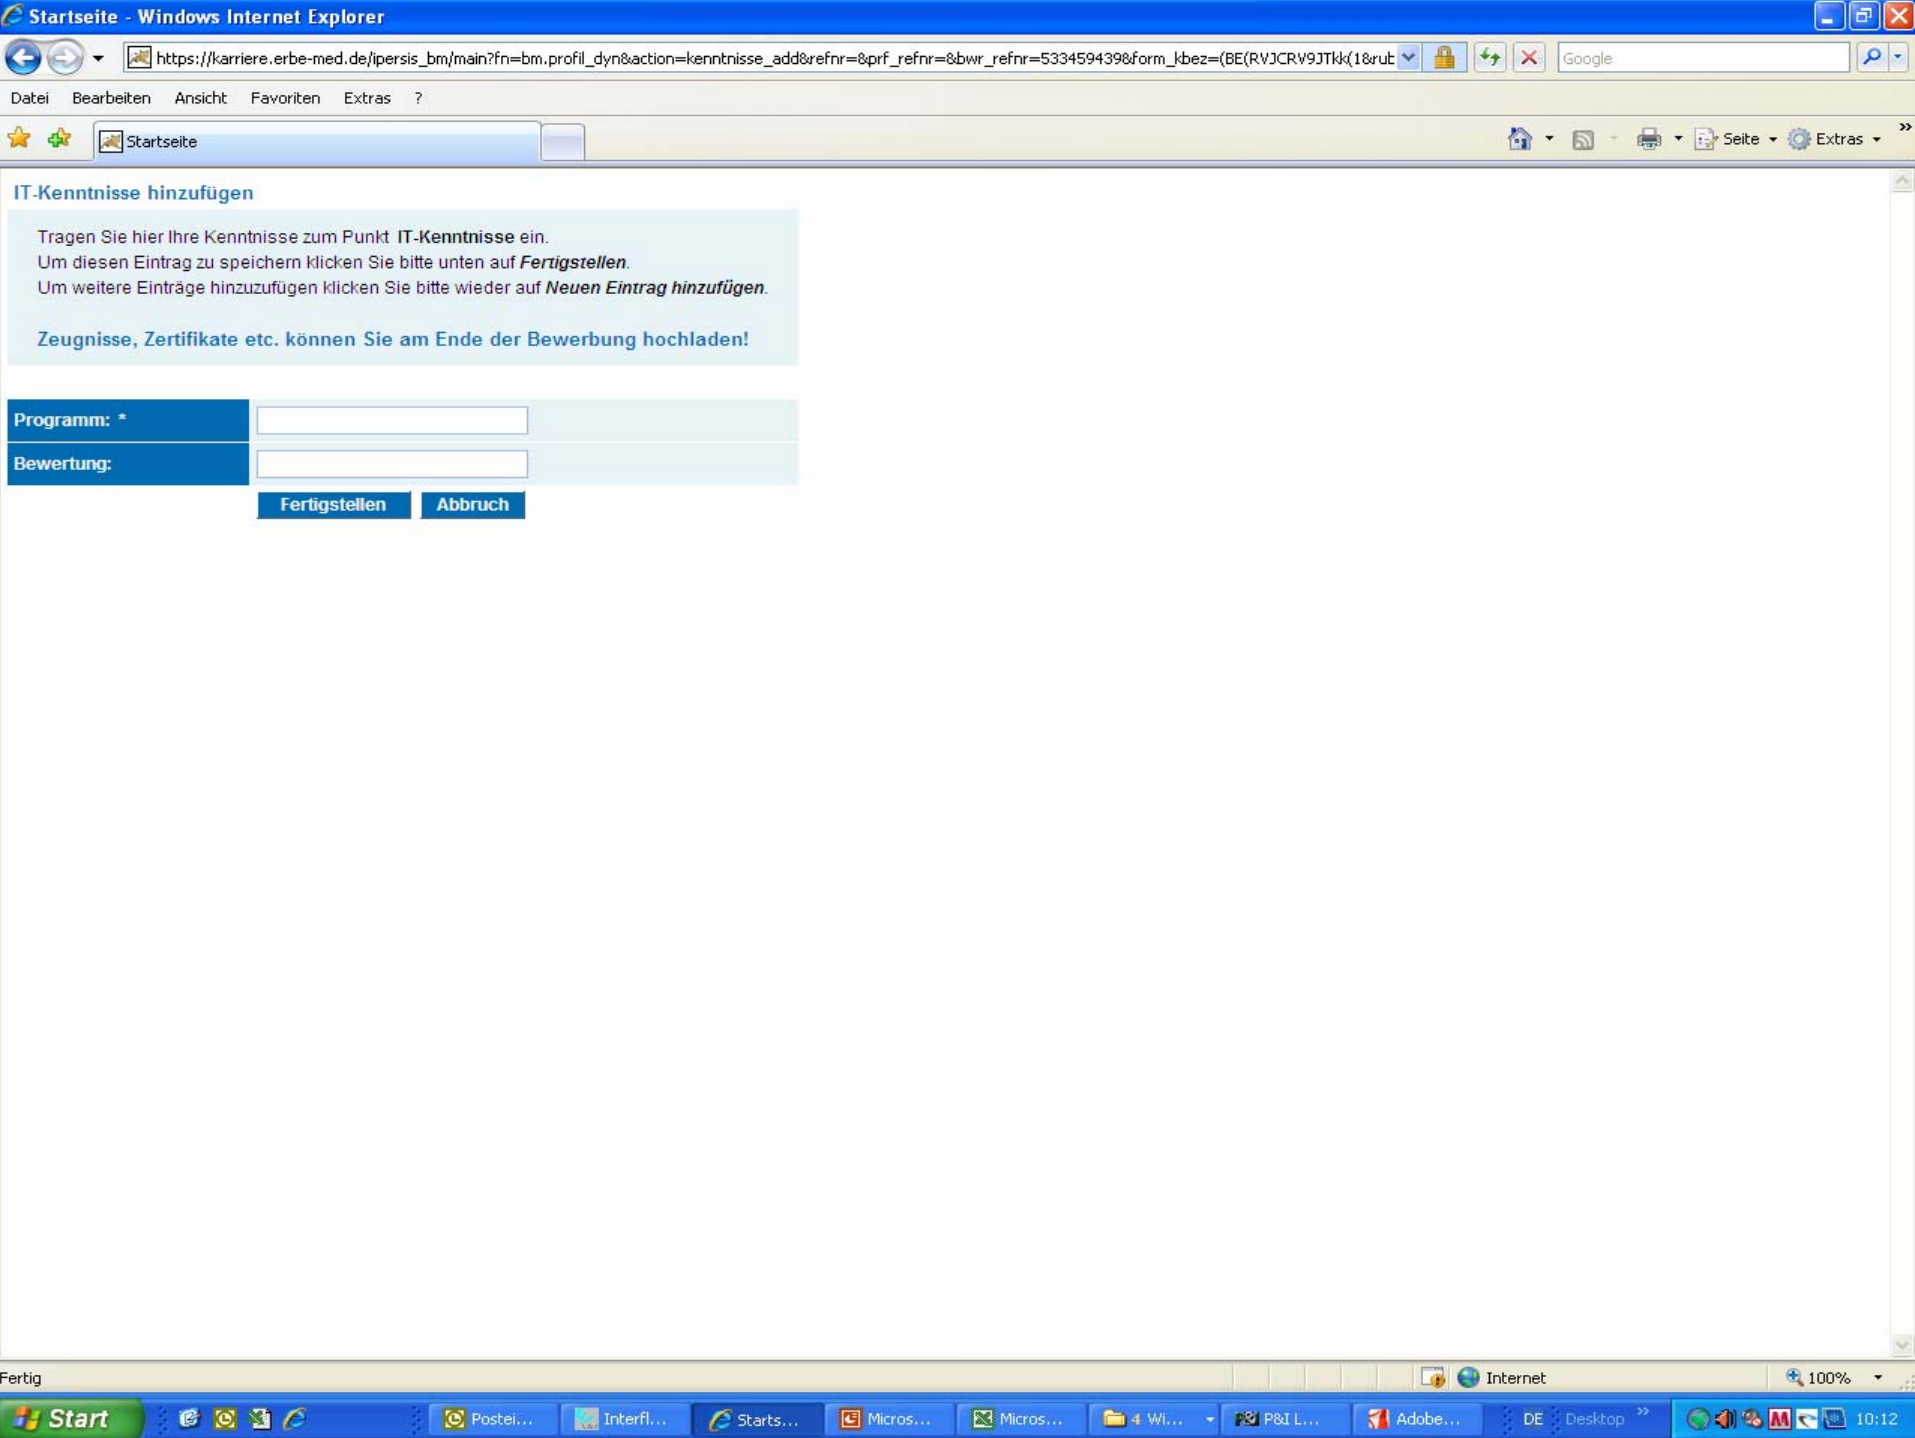 Startseite - Windows Internet Explorer
https://karriere.erbe-med.de/ipersis_bm/main?fn=bm.profil_dyn&action=kenntnisse_add&refnr=&prf_refnr=&bwr_refnr=533459439&form_kbez=(BE(RVJCRV9JTkk(1&rub
Google
Datei Bearbeiten Ansicht Favoriten Extras ?
Startseite
Seite Extras »
IT-Kenntnisse hinzufügen
Tragen Sie hier Ihre Kenntnisse zum Punkt IT-Kenntnisse ein.
Um diesen Eintrag zu speichern klicken Sie bitte unten auf Fertigstellen.
Um weitere Einträge hinzuzufügen klicken Sie bitte wieder auf Neuen Eintrag hinzufügen.
Zeugnisse, Zertifikate etc. können Sie am Ende der Bewerbung hochladen!
Programm: *
Bewertung:
Fertigstellen Abbruch
Fertig Internet 100%
Start Postei... Interfl... Starts... Micros... Micros... 4 Wi... P&I L... Adobe... DE Desktop » 10:12